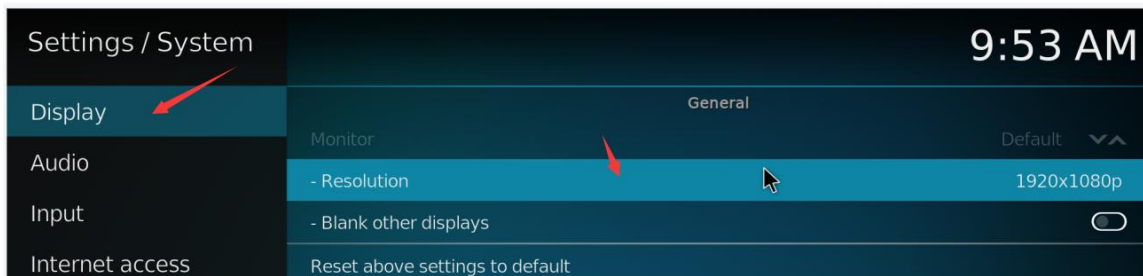 Settings / System
9:53 AM
Display
Audio
Input
Internet access
General
Monitor Default
- Resolution 1920x1080p
- Blank other displays
Reset above settings to default